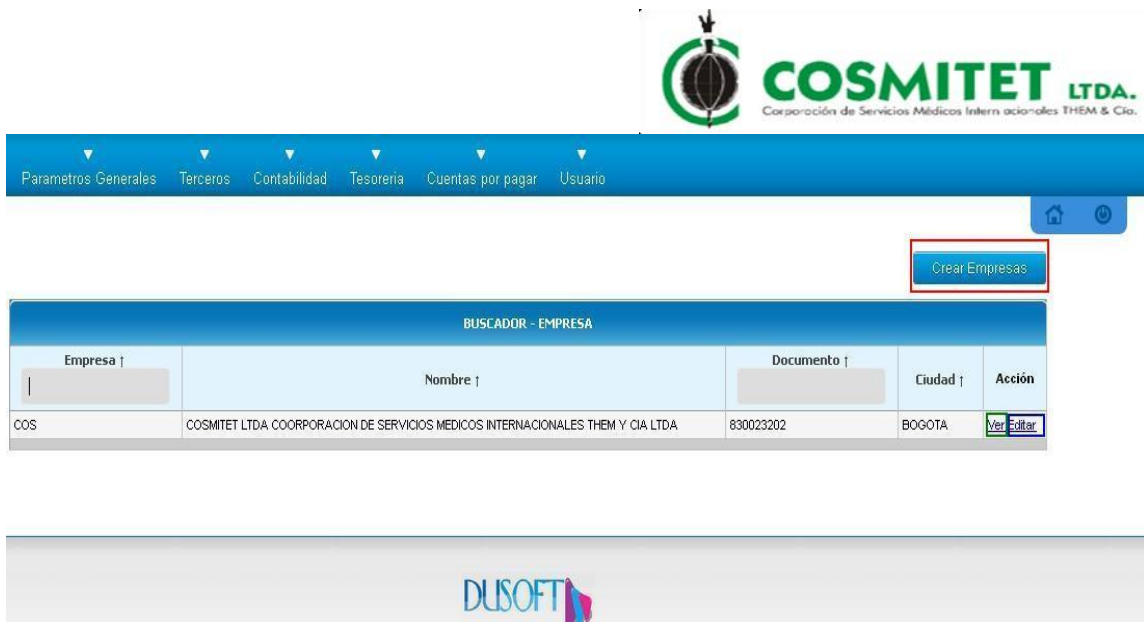 COSMITET LTDA.
Corporación de Servicios Médicos Internacionales THEM & Cía.
Parametros Generales Terceros Contabilidad Tesoreria Cuentas por pagar Usuario
Crear Empresas
BUSCADOR - EMPRESA
Empresa ↑ Nombre ↑ Documento ↑ Ciudad ↑ Acción
COS COSMITET LTDA COORPORACION DE SERVICIOS MEDICOS INTERNACIONALES THEM Y CIA LTDA 830023202 BOGOTA Ver Editar
DUSOFT